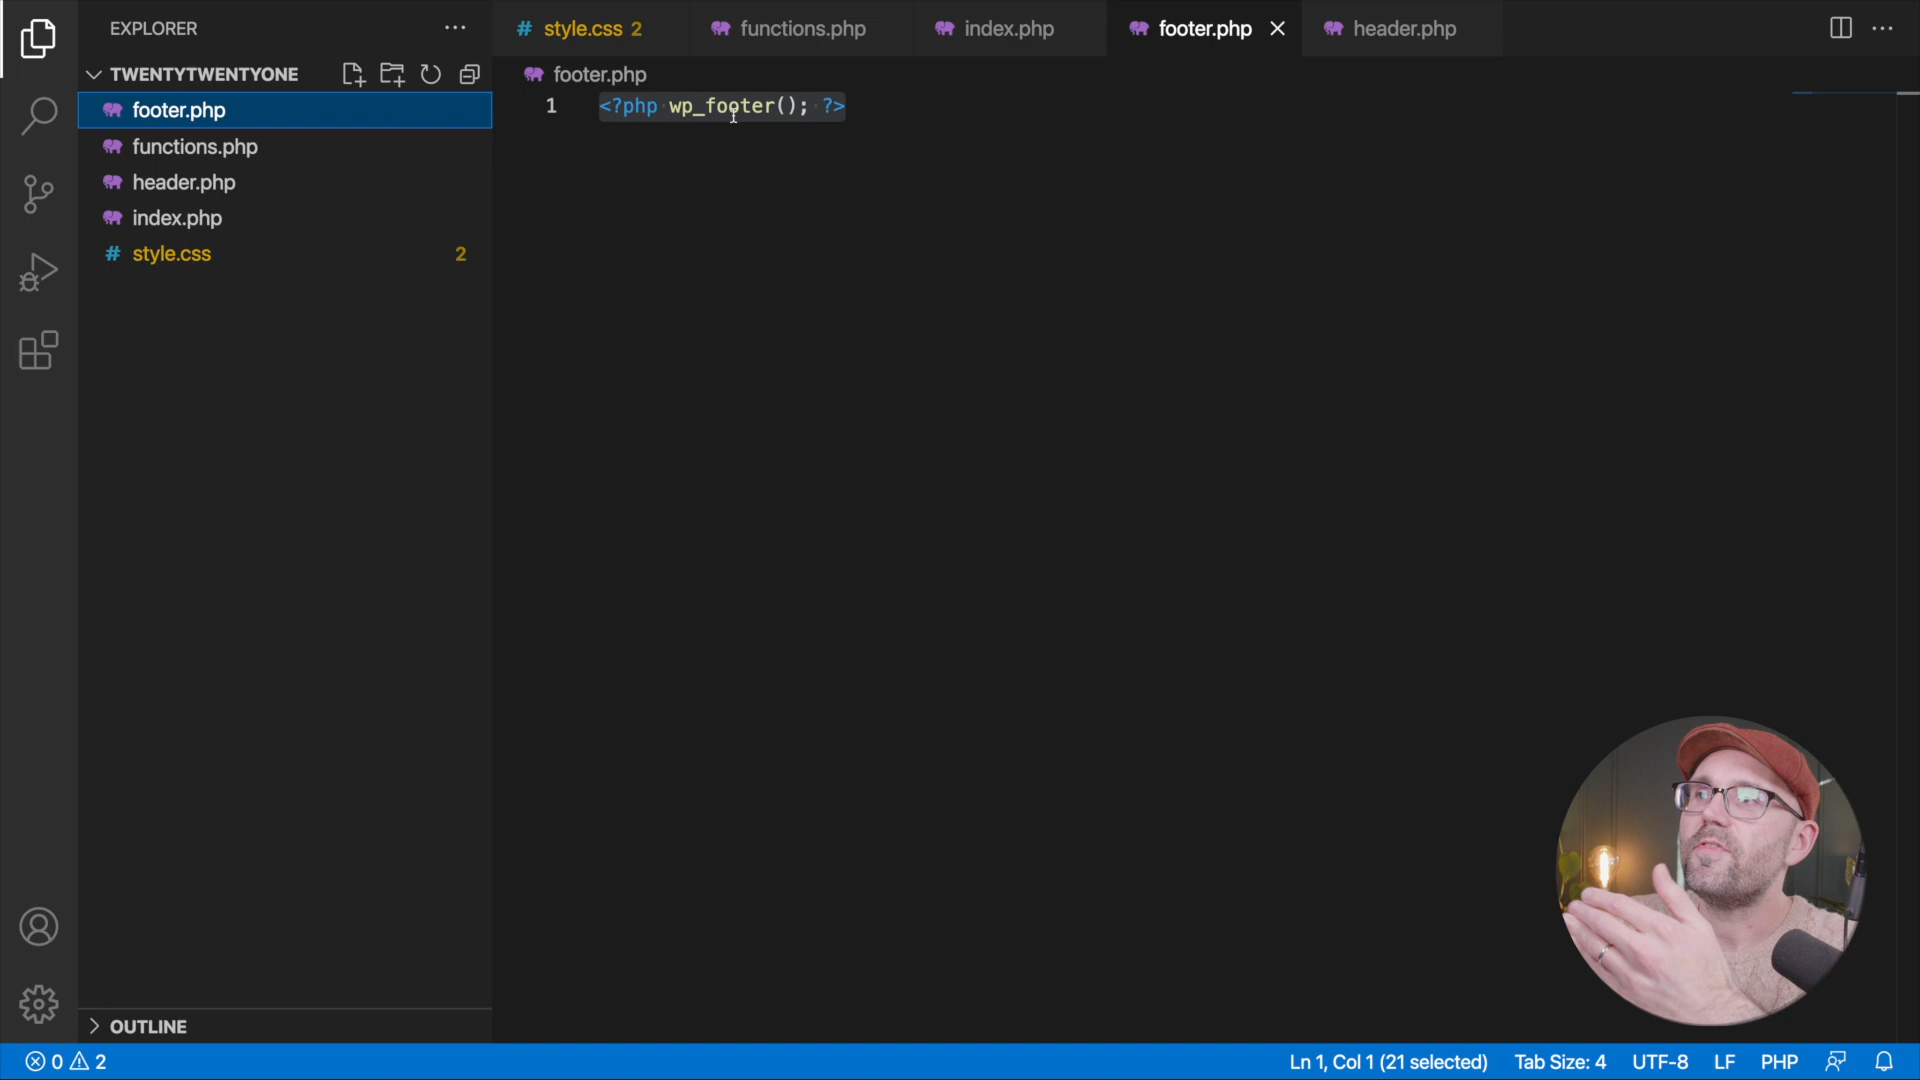 EXPLORER
# style.css 2
functions.php
index.php
footer.php
header.php
TWENTYTWENTYONE
footer.php
footer.php
1 <?php wp_footer(); ?>
functions.php
header.php
index.php
# style.css 2
OUTLINE
0 2
Ln 1, Col 1 (21 selected) Tab Size: 4 UTF-8 LF PHP